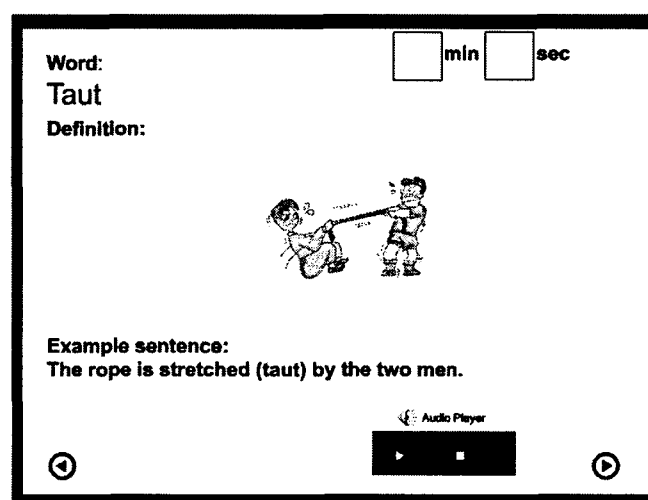 min sec
Word:
Taut
Definition:
Example sentence:
The rope is stretched (taut) by the two men.
Audio Player